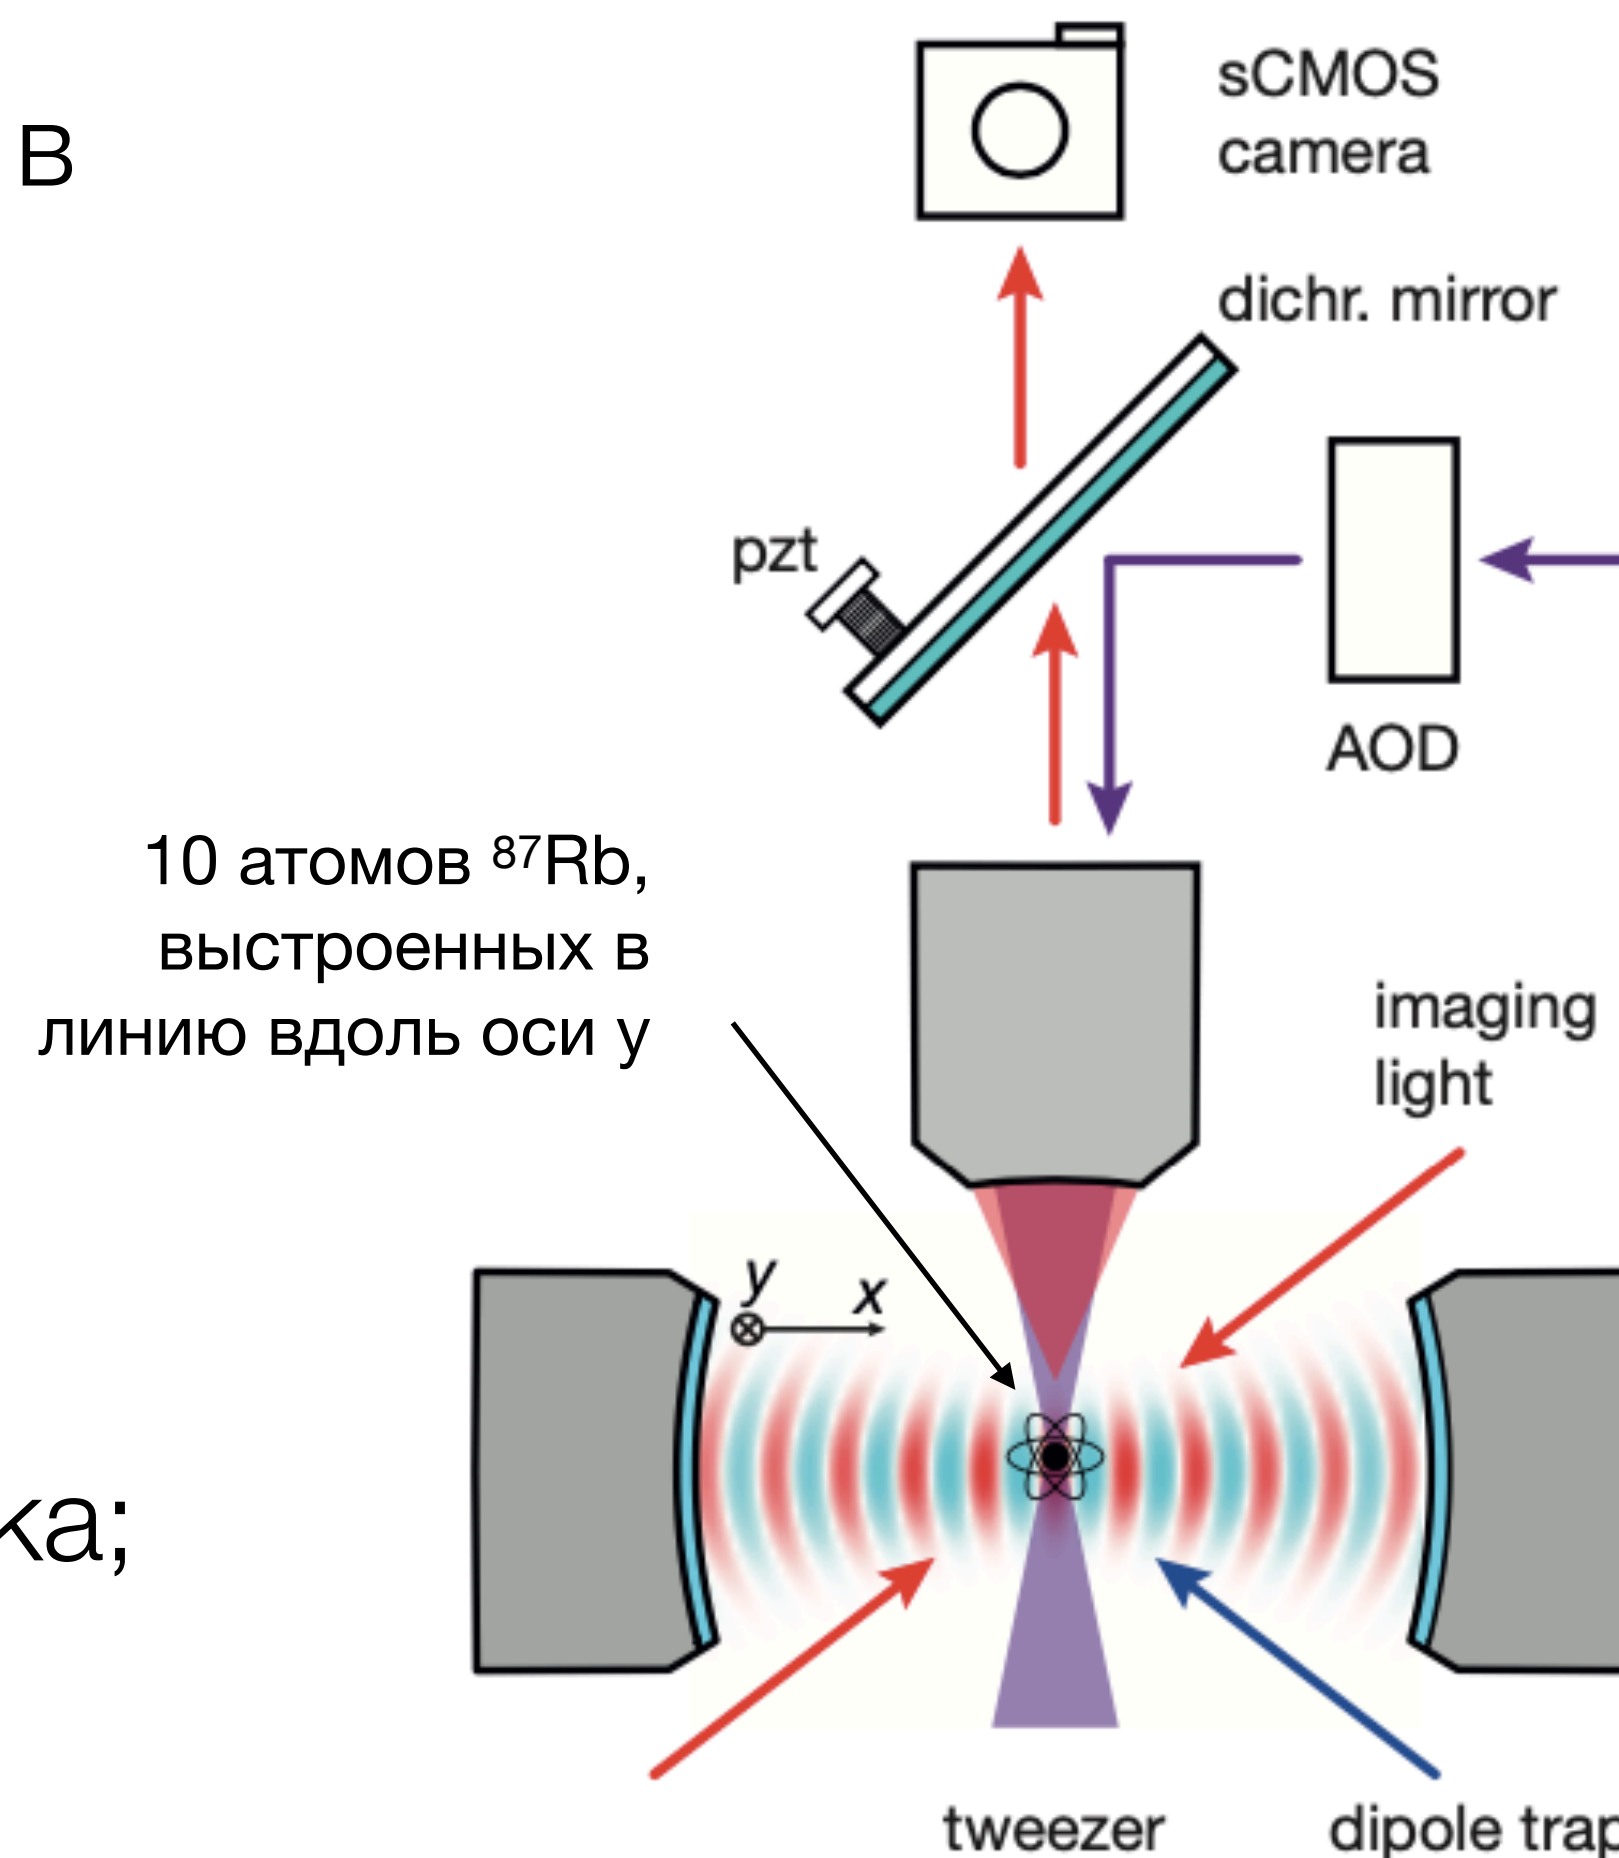 sCMOS
camera
в
dichr. mirror
pzt
AOD
10 атомов ⁸⁷Rb,
выстроенных в
линию вдоль оси y
imaging
light
y
x
ка;
tweezer
dipole trap